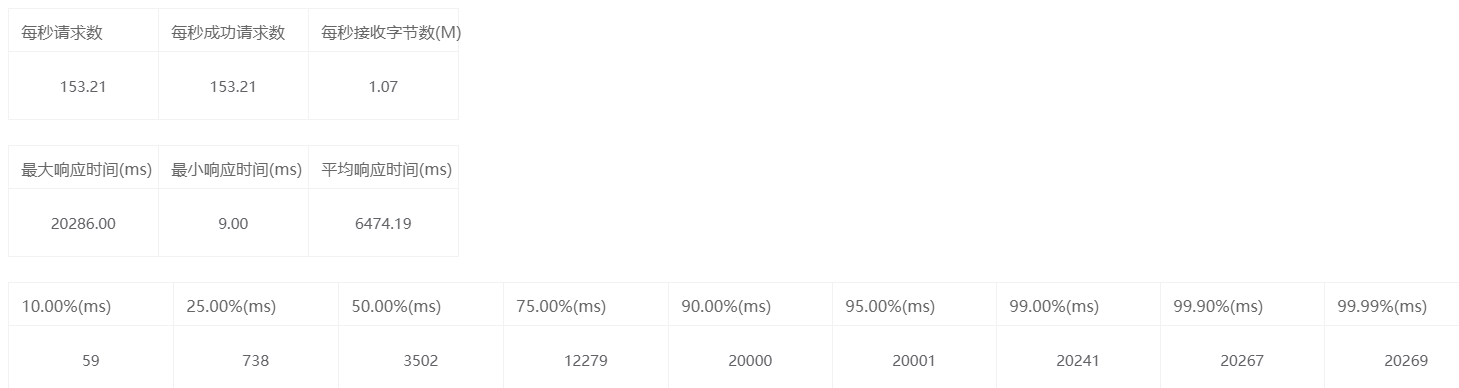 每秒请求数 每秒成功请求数 每秒接收字节数(M)
153.21 153.21 1.07
最大响应时间(ms) 最小响应时间(ms) 平均响应时间(ms)
20286.00 9.00 6474.19
10.00%(ms) 25.00%(ms) 50.00%(ms) 75.00%(ms) 90.00%(ms) 95.00%(ms) 99.00%(ms) 99.90%(ms) 99.99%(ms)
59 738 3502 12279 20000 20001 20241 20267 20269